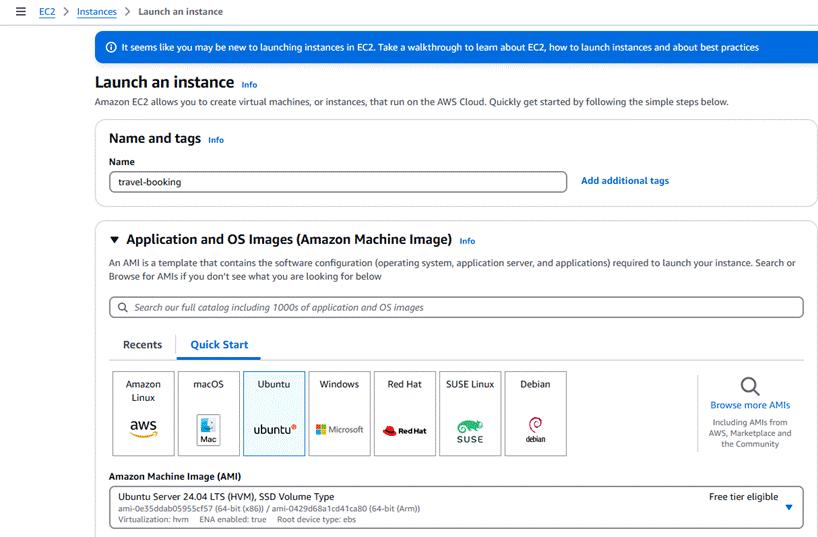 EC2 > Instances > Launch an instance
It seems like you may be new to launching instances in EC2. Take a walkthrough to learn about EC2, how to launch instances and about best practices
Launch an instance Info
Amazon EC2 allows you to create virtual machines, or instances, that run on the AWS Cloud. Quickly get started by following the simple steps below.
Name and tags Info
Name
travel-booking
Add additional tags
Application and OS Images (Amazon Machine Image) Info
An AMI is a template that contains the software configuration (operating system, application server, and applications) required to launch your instance. Search or
Browse for AMIs if you don't see what you are looking for below
Search our full catalog including 1000s of application and OS images
Recents
Quick Start
Amazon
Linux
aws
macOS
Mac
Ubuntu
ubuntu
Windows
Microsoft
Red Hat
Red Hat
SUSE Linux
SUSE
Debian
debian
Browse more AMIs
Including AMIs from
AWS, Marketplace and
the Community
Amazon Machine Image (AMI)
Ubuntu Server 24.04 LTS (HVM), SSD Volume Type
Free tier eligible
ami-0e35ddab05955cf57 (64-bit (x86)) / ami-0429d68a1cd41ca80 (64-bit (Arm))
Virtualization: hvm ENA enabled: true Root device type: ebs